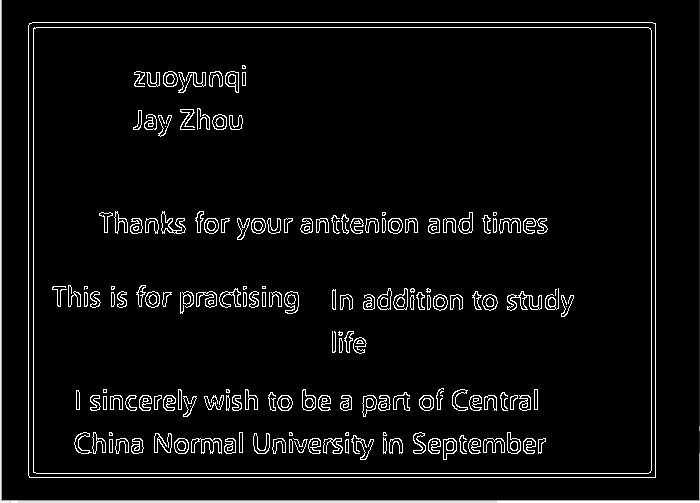 zuoyunqi
Jay Zhou
Thanks for your anttenion and times
This is for practising
In addition to study
life
I sincerely wish to be a part of Central
China Normal University in September